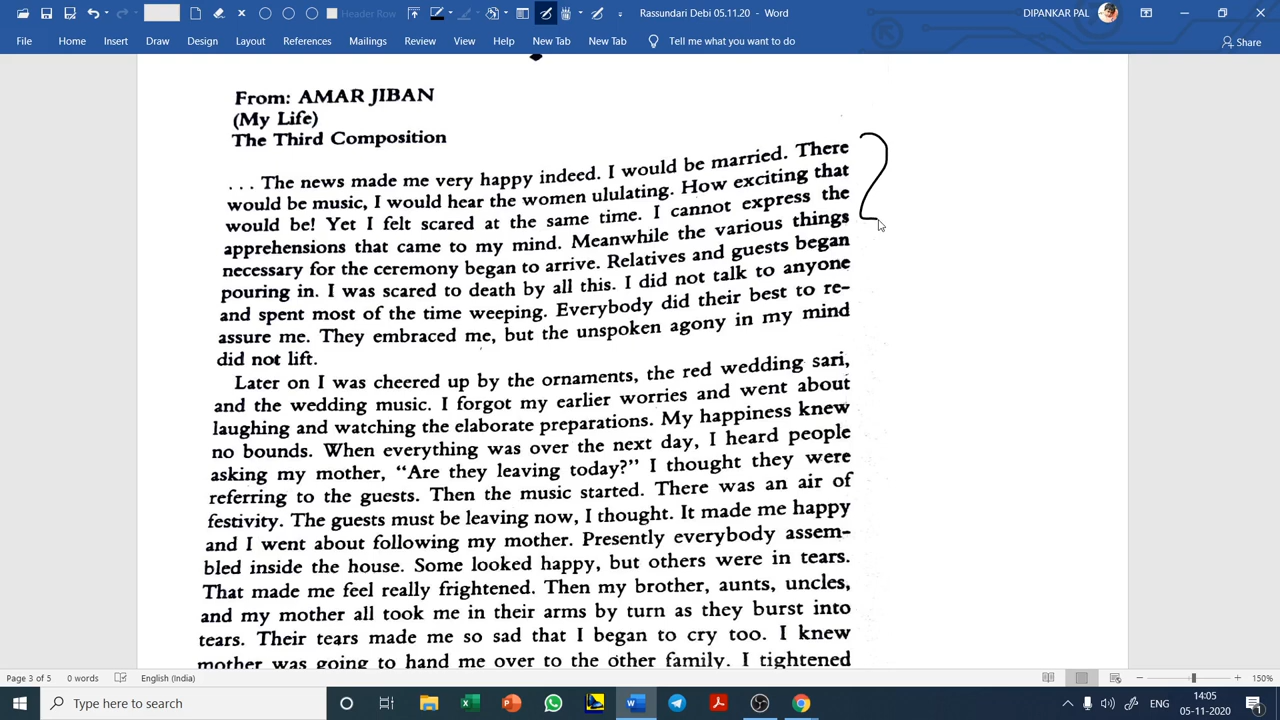 Header Row
Rassundari Debi 05.11.20 - Word
DIPANKAR PAL
File Home Insert Draw Design Layout References Mailings Review View Help New Tab New Tab Tell me what you want to do Share
From: AMAR JIBAN
(My Life)
The Third Composition
. . . The news made me very happy indeed. I would be married. There
would be music, I would hear the women ululating. How exciting that
would be! Yet I felt scared at the same time. I cannot express the
apprehensions that came to my mind. Meanwhile the various things
necessary for the ceremony began to arrive. Relatives and guests began
pouring in. I was scared to death by all this. I did not talk to anyone
and spent most of the time weeping. Everybody did their best to re-
assure me. They embraced me, but the unspoken agony in my mind
did not lift.
Later on I was cheered up by the ornaments, the red wedding sari,
and the wedding music. I forgot my earlier worries and went about
laughing and watching the elaborate preparations. My happiness knew
no bounds. When everything was over the next day, I heard people
asking my mother, “Are they leaving today?” I thought they were
referring to the guests. Then the music started. There was an air of
festivity. The guests must be leaving now, I thought. It made me happy
and I went about following my mother. Presently everybody assem-
bled inside the house. Some looked happy, but others were in tears.
That made me feel really frightened. Then my brother, aunts, uncles,
and my mother all took me in their arms by turn as they burst into
tears. Their tears made me so sad that I began to cry too. I knew
mother was going to hand me over to the other family. I tightened
Page 3 of 5 0 words English (India) 150%
Type here to search
ENG
14:05
05-11-2020
1